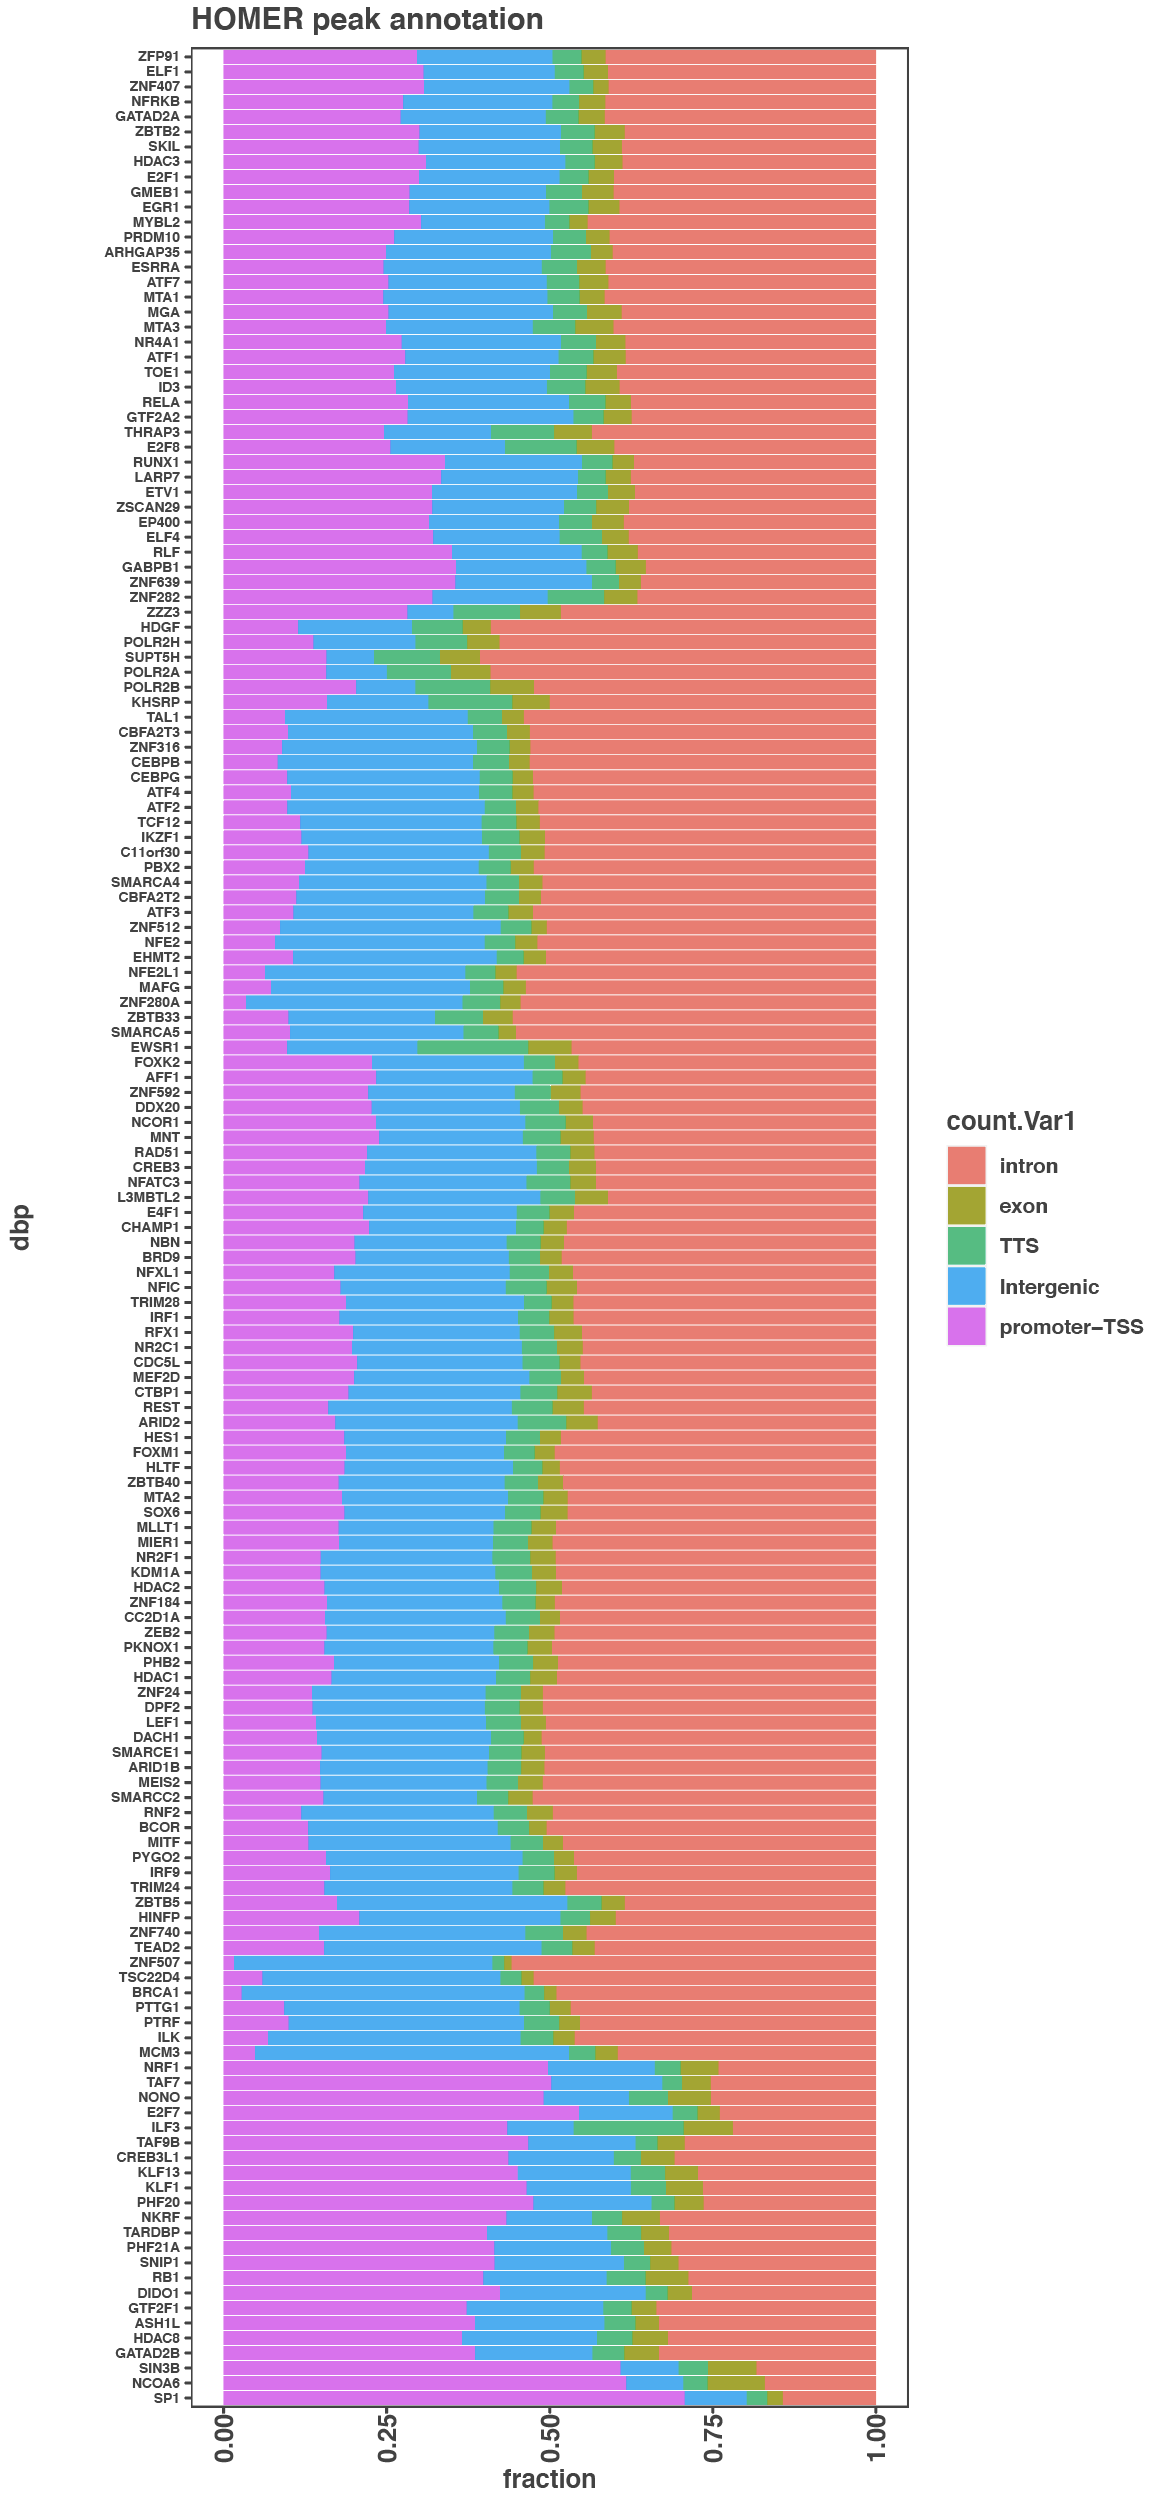 HOMER peak annotation
ZFP91
ELF1
ZNF407
NFRKB
GATAD2A
ZBTB2
SKIL
HDAC3
E2F1
GMEB1
EGR1
MYBL2
PRDM10
ARHGAP35
ESRRA
ATF7
MTA1
MGA
MTA3
NR4A1
ATF1
TOE1
ID3
RELA
GTF2A2
THRAP3
E2F8
RUNX1
LARP7
ETV1
ZSCAN29
EP400
ELF4
RLF
GABPB1
ZNF639
ZNF282
ZZZ3
HDGF
POLR2H
SUPT5H
POLR2A
POLR2B
KHSRP
TAL1
CBFA2T3
ZNF316
CEBPB
CEBPG
ATF4
ATF2
TCF12
IKZF1
C11orf30
PBX2
SMARCA4
CBFA2T2
ATF3
ZNF512
NFE2
EHMT2
NFE2L1
MAFG
ZNF280A
ZBTB33
SMARCA5
EWSR1
FOXK2
AFF1
ZNF592
DDX20
NCOR1
MNT
RAD51
CREB3
NFATC3
L3MBTL2
E4F1
CHAMP1
NBN
BRD9
NFXL1
NFIC
TRIM28
IRF1
RFX1
NR2C1
CDC5L
MEF2D
CTBP1
REST
ARID2
HES1
FOXM1
HLTF
ZBTB40
MTA2
SOX6
MLLT1
MIER1
NR2F1
KDM1A
HDAC2
ZNF184
CC2D1A
ZEB2
PKNOX1
PHB2
HDAC1
ZNF24
DPF2
LEF1
DACH1
SMARCE1
ARID1B
MEIS2
SMARCC2
RNF2
BCOR
MITF
PYGO2
IRF9
TRIM24
ZBTB5
HINFP
ZNF740
TEAD2
ZNF507
TSC22D4
BRCA1
PTTG1
PTRF
ILK
MCM3
NRF1
TAF7
NONO
E2F7
ILF3
TAF9B
CREB3L1
KLF13
KLF1
PHF20
NKRF
TARDBP
PHF21A
SNIP1
RB1
DIDO1
GTF2F1
ASH1L
HDAC8
GATAD2B
SIN3B
NCOA6
SP1
dbp
0.00
0.25
0.50
0.75
1.00
fraction
count.Var1
intron
exon
TTS
Intergenic
promoter−TSS